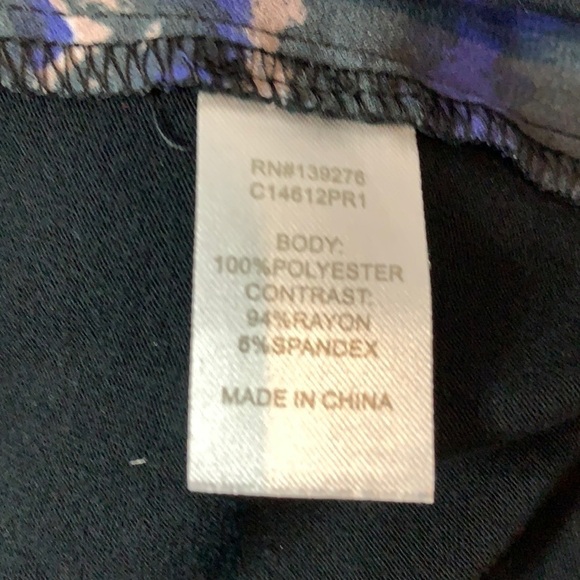 RN#139276
C14612PR1
BODY:
100%POLYESTER
CONTRAST:
94%RAYON
6%SPANDEX
MADE IN CHINA